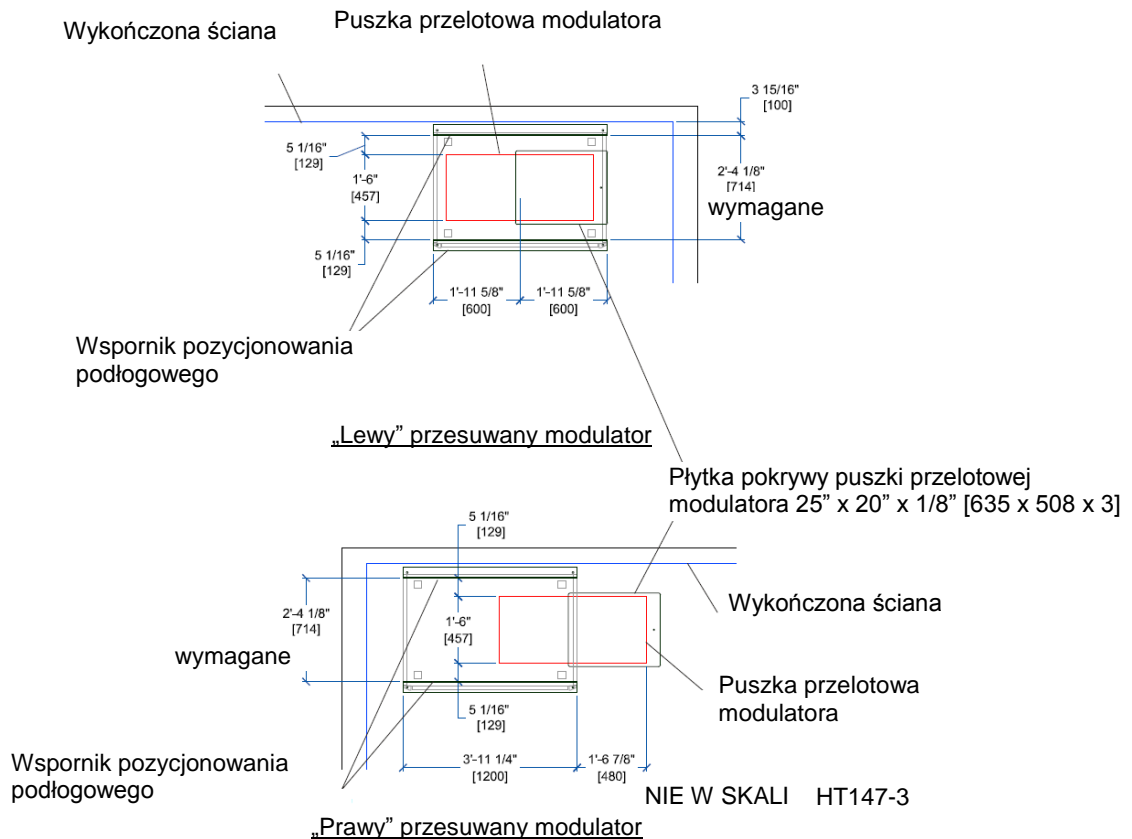 Wykończona ściana
Puszka przelotowa modulatora
3 15/16"
[100]
5 1/16"
[129]
1'-6"
[457]
2'-4 1/8"
[714]
wymagane
5 1/16"
[129]
1'-11 5/8"
[600]
1'-11 5/8"
[600]
Wspornik pozycjonowania
podłogowego
„Lewy” przesuwany modulator
Płytka pokrywy puszki przelotowej
modulatora 25” x 20” x 1/8” [635 x 508 x 3]
5 1/16"
[129]
Wykończona ściana
2'-4 1/8"
[714]
1'-6"
[457]
wymagane
Puszka przelotowa
modulatora
5 1/16"
[129]
Wspornik pozycjonowania
podłogowego
3'-11 1/4"
[1200]
1'-6 7/8"
[480]
NIE W SKALI HT147-3
„Prawy” przesuwany modulator